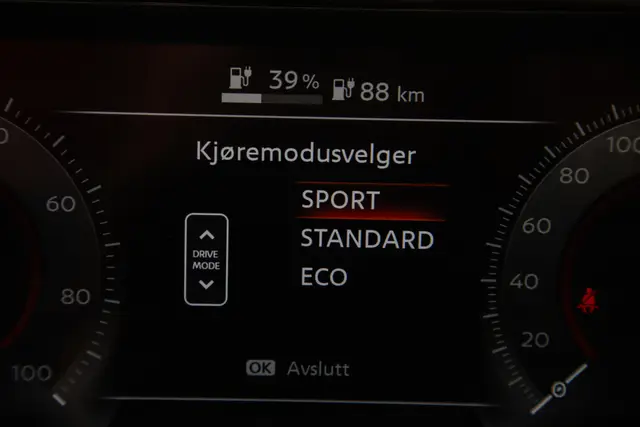 39 %
88 km
Kjøremodusvelger
SPORT
STANDARD
ECO
DRIVE
MODE
OK Avslutt
60
80
100
100
80
60
40
20
0